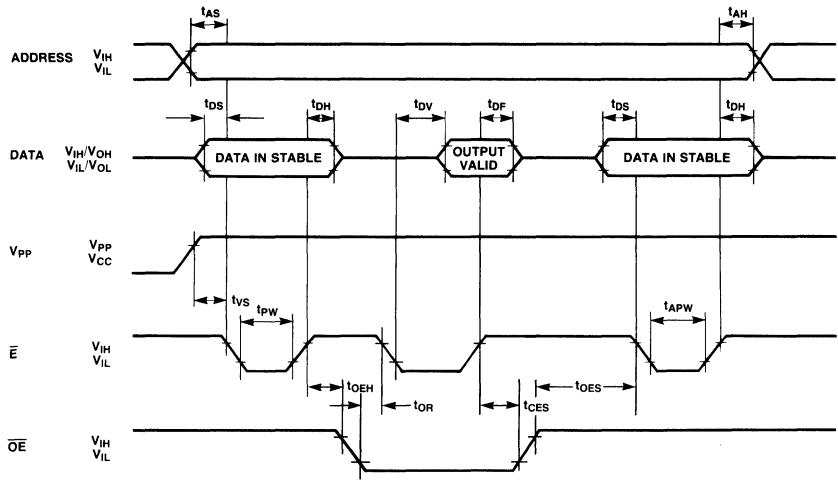 tAS
tAH
ADDRESS VIH
VIL
tDS tDH tDV tDF tDS tDH
DATA VIH/VOH
VIL/VOL
DATA IN STABLE
OUTPUT
VALID
DATA IN STABLE
VPP VPP
VCC
tVS tPW tAPW
E VIH
VIL
tOEH tOR tCES tOES
OE VIH
VIL